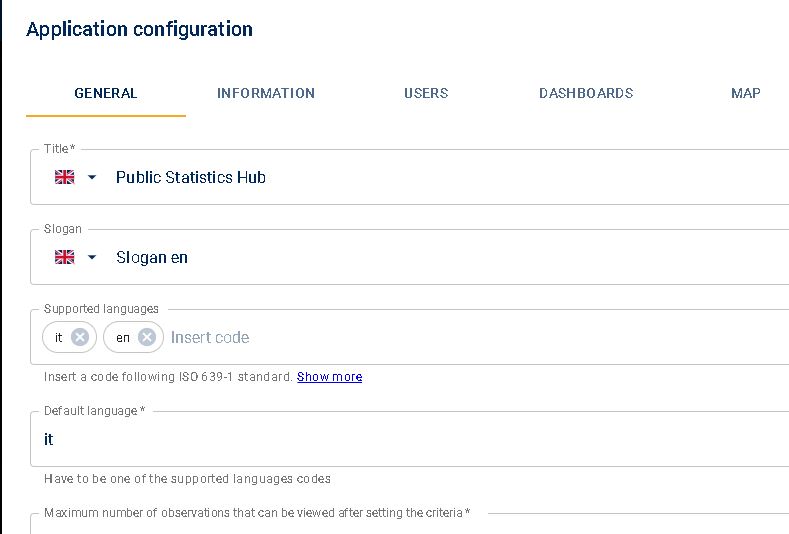 Application configuration
GENERAL INFORMATION USERS DASHBOARDS MAP
Title*
Public Statistics Hub
Slogan
Slogan en
Supported languages
it en Insert code
Insert a code following ISO 639-1 standard. Show more
Default language*
it
Have to be one of the supported languages codes
Maximum number of observations that can be viewed after setting the criteria*